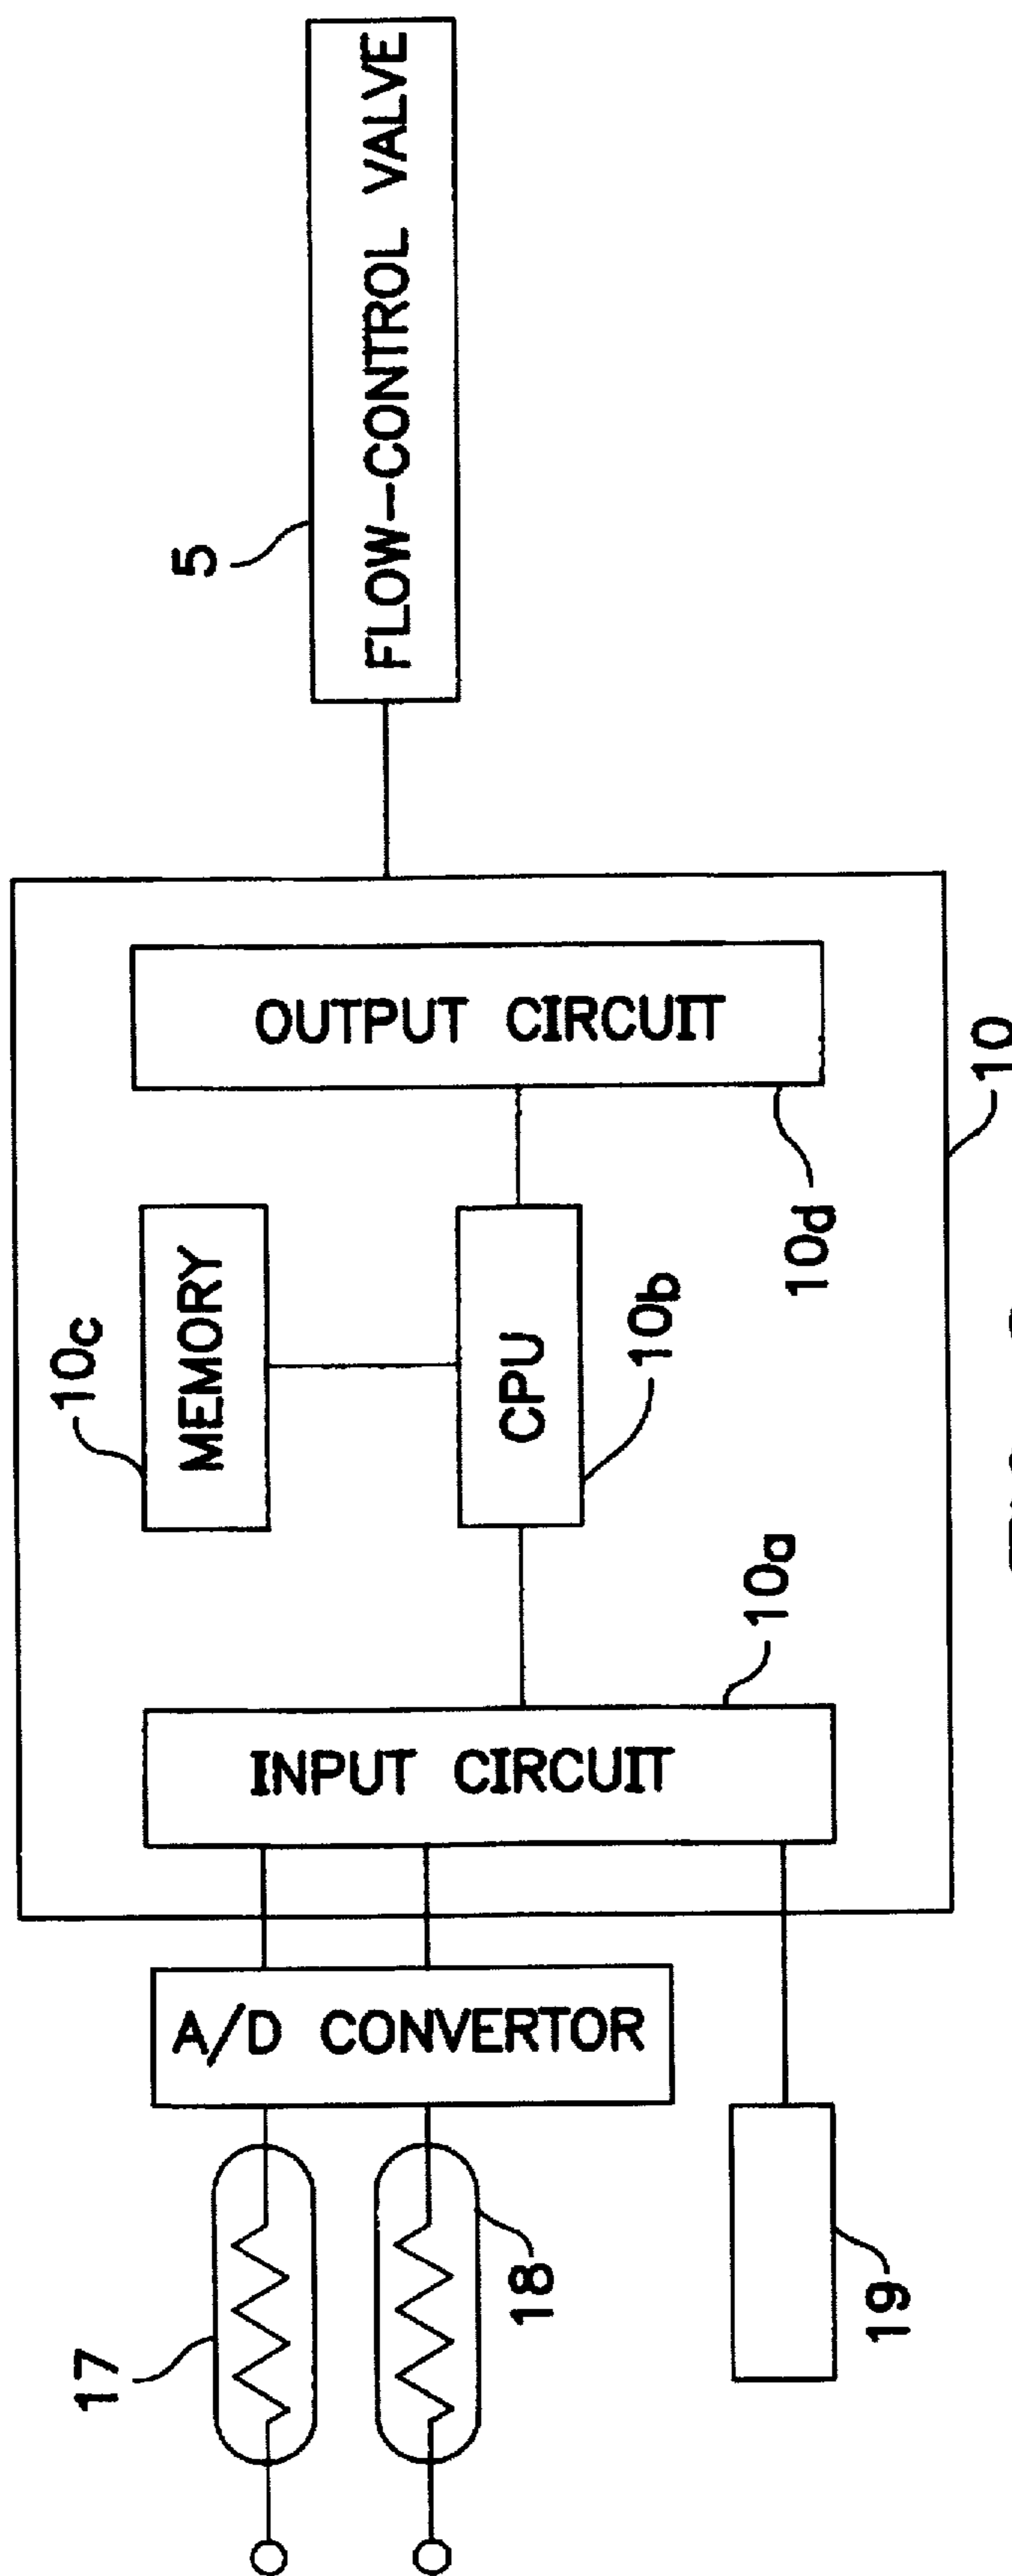 17
18
19
A/D CONVERTOR
INPUT CIRCUIT
10a
MEMORY
10c
CPU
10b
OUTPUT CIRCUIT
10d
10
FLOW-CONTROL VALVE
5